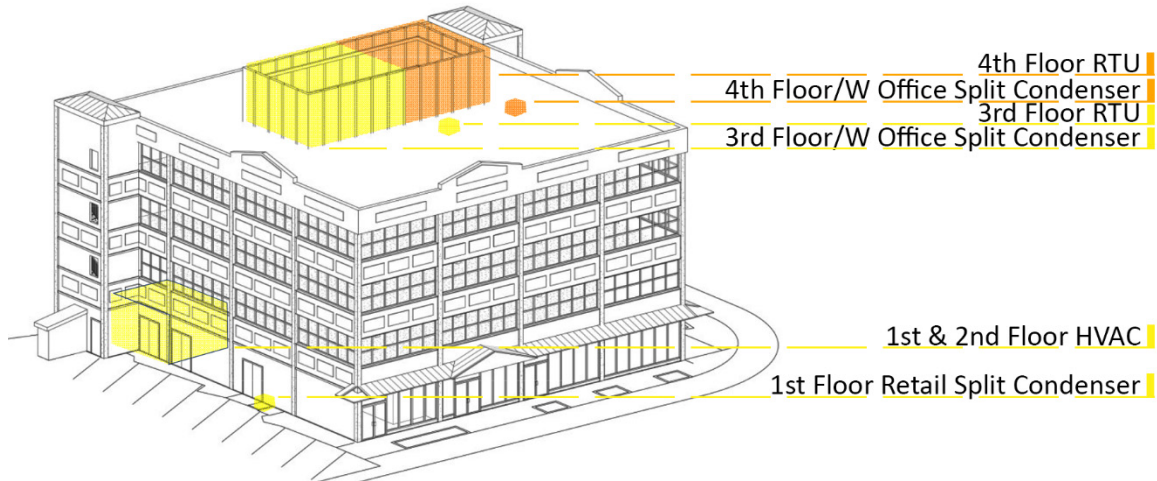 4th Floor RTU
4th Floor/W Office Split Condenser
3rd Floor RTU
3rd Floor/W Office Split Condenser
1st & 2nd Floor HVAC
1st Floor Retail Split Condenser